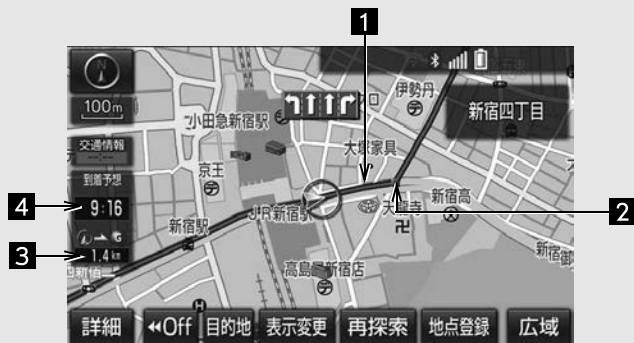 1
伊勢丹
小田急新宿駅
新宿四丁目
100m
交通情報
--:--
大塚家具
到着予想
京王
4
9:16
新宿高
2
新宿駅
JR新宿駅
3
1.4km
高島屋新宿店
詳細
◀◀Off
目的地
表示変更
再探索
地点登録
広域